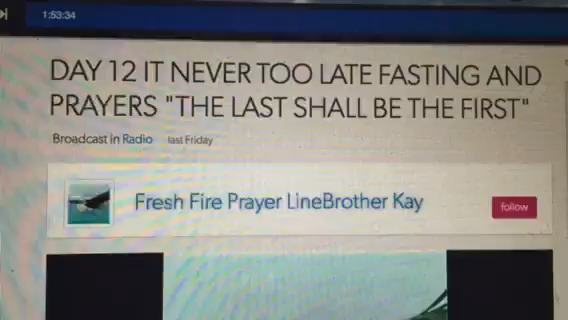 1:53:34
DAY 12 IT NEVER TOO LATE FASTING AND
PRAYERS "THE LAST SHALL BE THE FIRST"
Broadcast in Radio last Friday
Fresh Fire Prayer LineBrother Kay
follow